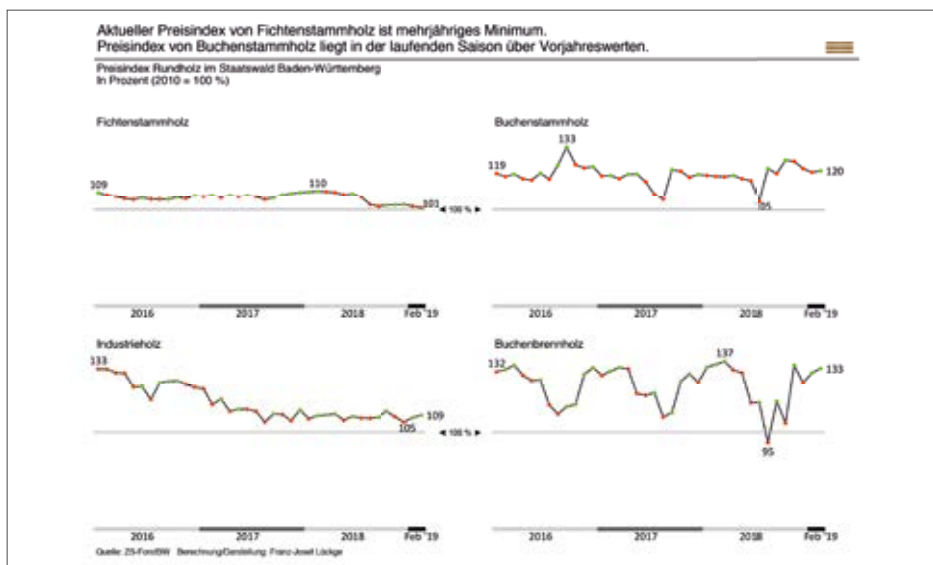 Aktueller Preisindex von Fichtenstammholz ist mehrjähriges Minimum.
Preisindex von Buchenstammholz liegt in der laufenden Saison über Vorjahreswerten.
Preisindex Rundholz im Staatswald Baden-Württemberg
In Prozent (2010 = 100 %)
Fichtenstammholz
109
110
101
100 %
2016
2017
2018
Feb '19
Buchenstammholz
119
133
95
120
2016
2017
2018
Feb '19
Industrieholz
133
105
109
100 %
2016
2017
2018
Feb '19
Buchenbrennholz
132
137
95
133
2016
2017
2018
Feb '19
Quelle: ZS-ForstBW Berechnung/Darstellung: Franz-Josef Lückge